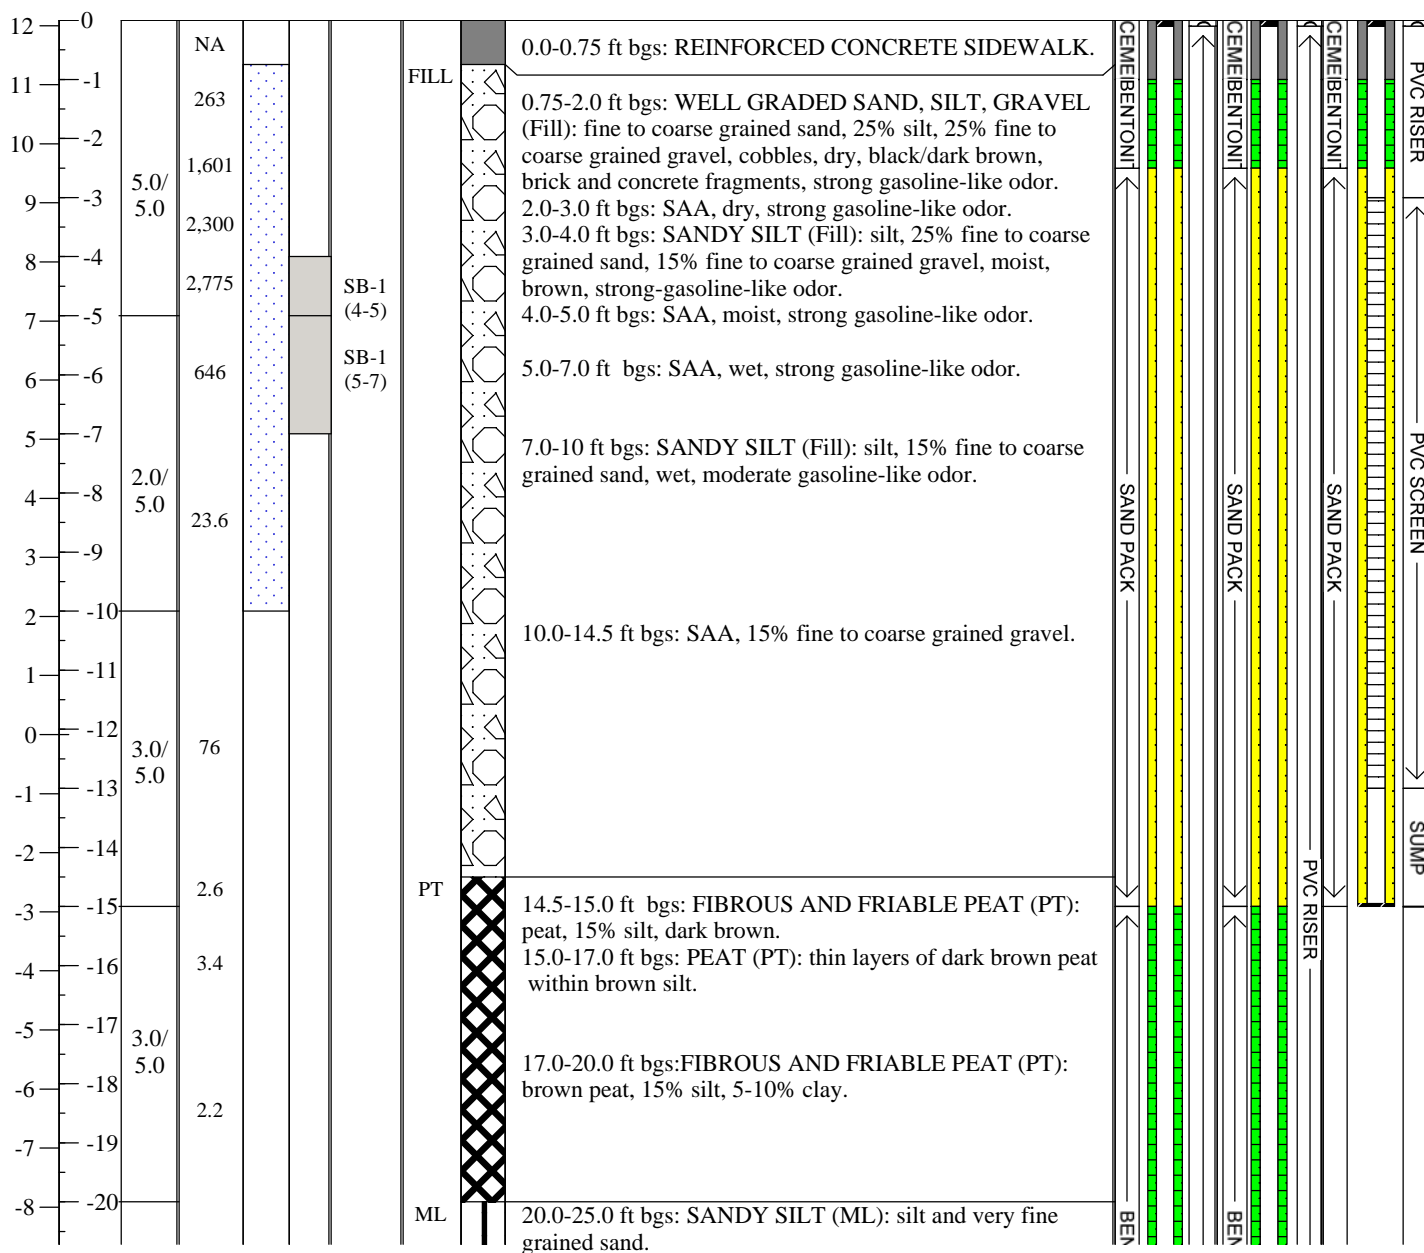 12
11
10
9
8
7
6
5
4
3
2
1
0
-1
-2
-3
-4
-5
-6
-7
-8
0
-1
-2
-3
-4
-5
-6
-7
-8
-9
-10
-11
-12
-13
-14
-15
-16
-17
-18
-19
-20
5.0/
5.0
2.0/
5.0
3.0/
5.0
3.0/
5.0
NA
263
1,601
2,300
2,775
646
23.6
76
2.6
3.4
2.2
SB-1
(4-5)
SB-1
(5-7)
FILL
PT
ML
0.0-0.75 ft bgs: REINFORCED CONCRETE SIDEWALK.
0.75-2.0 ft bgs: WELL GRADED SAND, SILT, GRAVEL
(Fill): fine to coarse grained sand, 25% silt, 25% fine to
coarse grained gravel, cobbles, dry, black/dark brown,
brick and concrete fragments, strong gasoline-like odor.
2.0-3.0 ft bgs: SAA, dry, strong gasoline-like odor.
3.0-4.0 ft bgs: SANDY SILT (Fill): silt, 25% fine to coarse
grained sand, 15% fine to coarse grained gravel, moist,
brown, strong-gasoline-like odor.
4.0-5.0 ft bgs: SAA, moist, strong gasoline-like odor.
5.0-7.0 ft bgs: SAA, wet, strong gasoline-like odor.
7.0-10 ft bgs: SANDY SILT (Fill): silt, 15% fine to coarse
grained sand, wet, moderate gasoline-like odor.
10.0-14.5 ft bgs: SAA, 15% fine to coarse grained gravel.
14.5-15.0 ft bgs: FIBROUS AND FRIABLE PEAT (PT):
peat, 15% silt, dark brown.
15.0-17.0 ft bgs: PEAT (PT): thin layers of dark brown peat
within brown silt.
17.0-20.0 ft bgs:FIBROUS AND FRIABLE PEAT (PT):
brown peat, 15% silt, 5-10% clay.
20.0-25.0 ft bgs: SANDY SILT (ML): silt and very fine
grained sand.
CEME
BENTONIT
SAND PACK
BEN
CEME
BENTONIT
SAND PACK
BEN
PVC RISER
CEME
BENTONIT
SAND PACK
PVC RISER
PVC SCREEN
SUMP